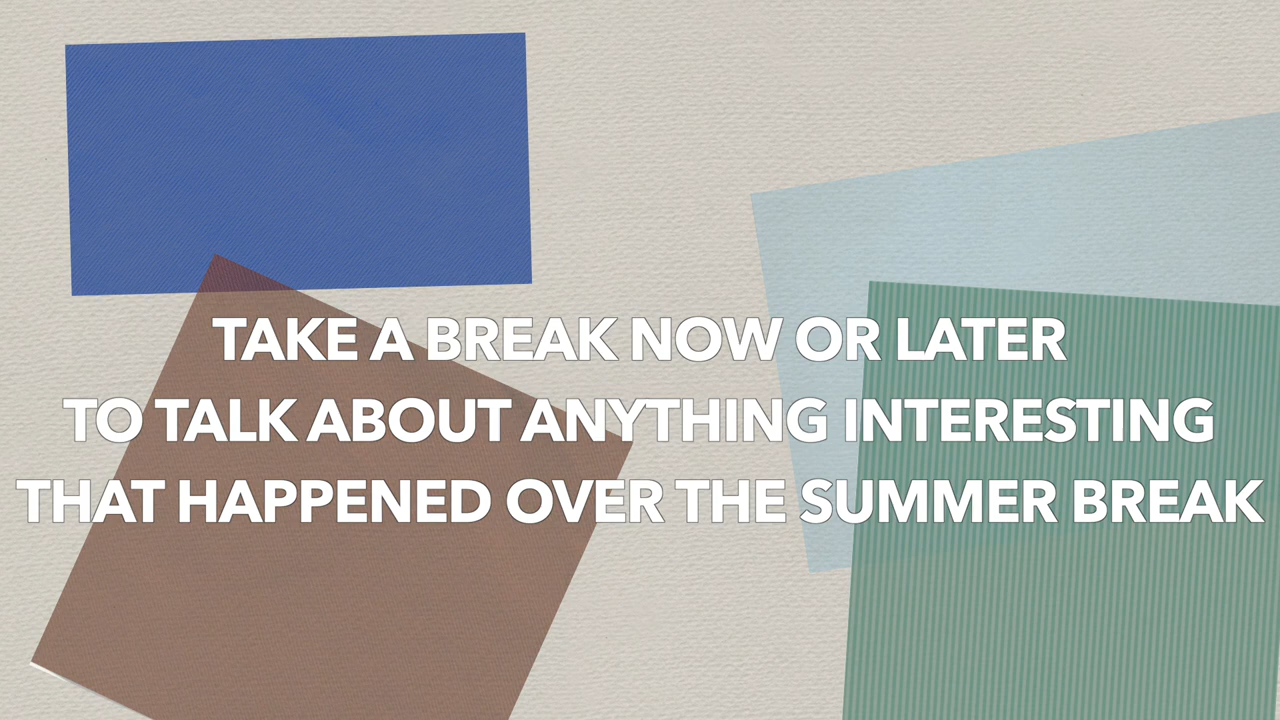 TAKE A BREAK NOW OR LATER
TO TALK ABOUT ANYTHING INTERESTING
THAT HAPPENED OVER THE SUMMER BREAK